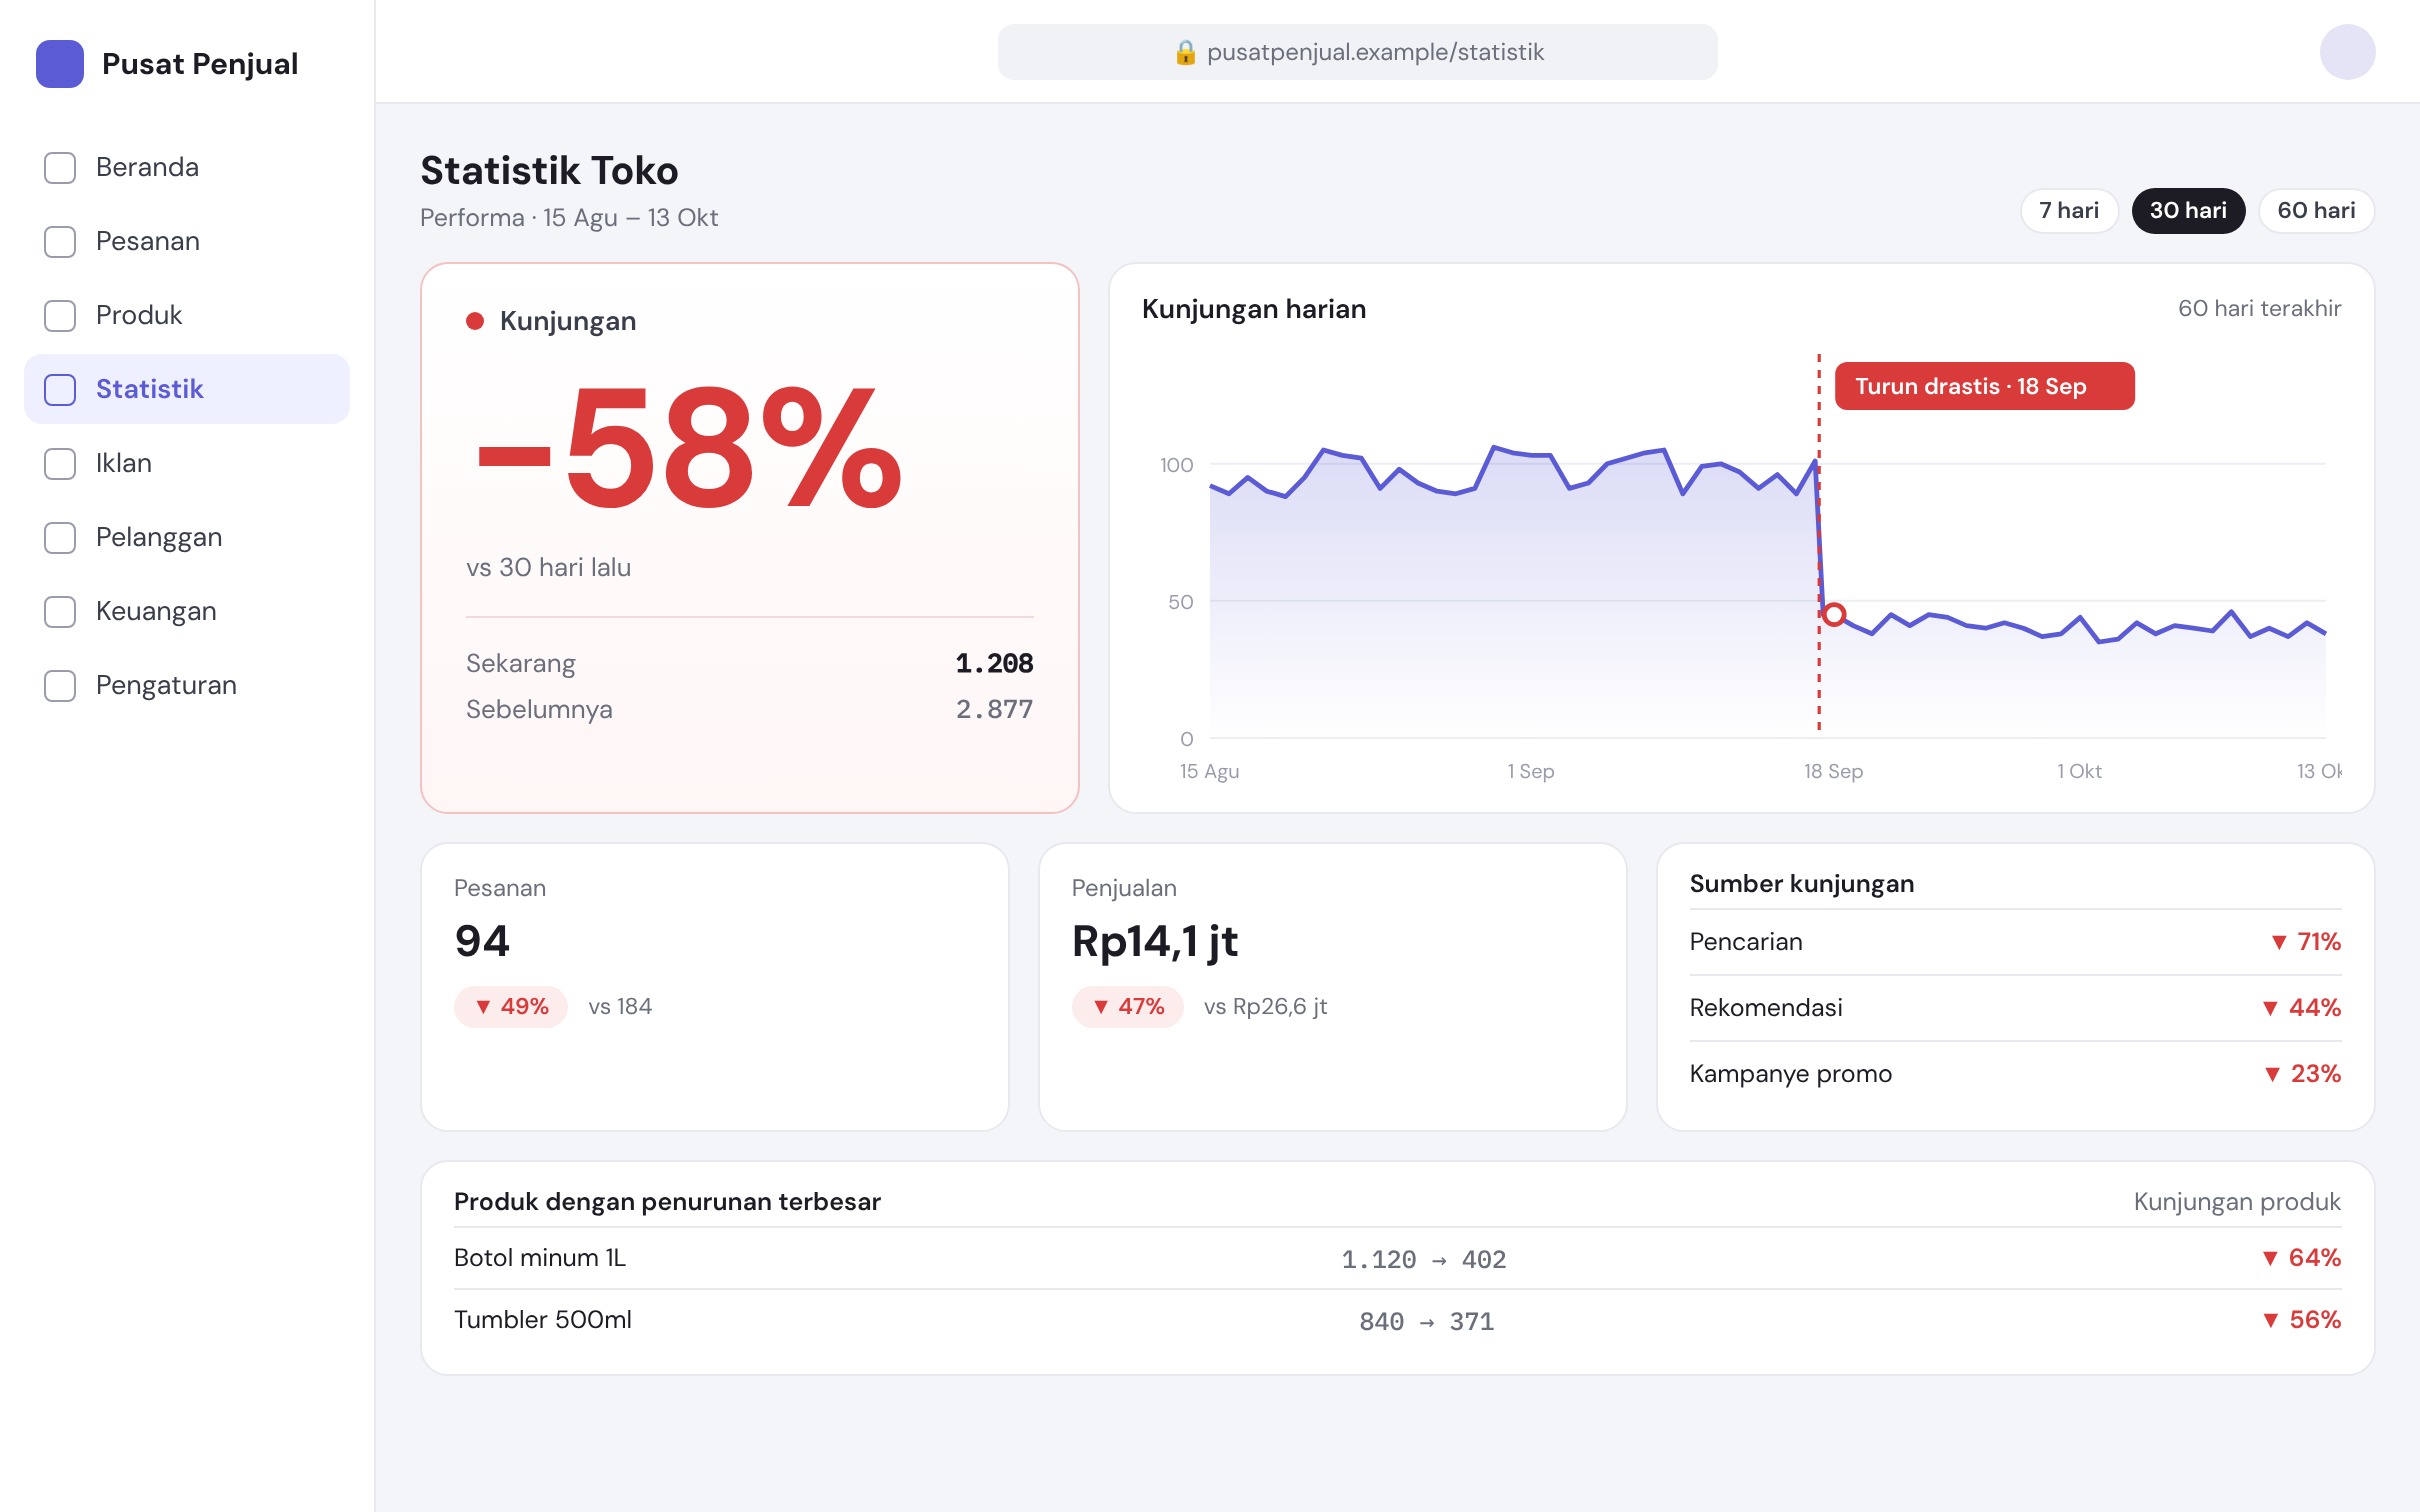 Pusat Penjual
🔒 pusatpenjual.example/statistik
Beranda
Pesanan
Produk
Statistik
Iklan
Pelanggan
Keuangan
Pengaturan
Statistik Toko
Performa · 15 Agu – 13 Okt
7 hari 30 hari 60 hari
Kunjungan
–58%
vs 30 hari lalu
Sekarang 1.208
Sebelumnya 2.877
Kunjungan harian 60 hari terakhir
Turun drastis · 18 Sep
100
50
0
15 Agu 1 Sep 18 Sep 1 Okt 13 Ok
Pesanan
94
▼ 49% vs 184
Penjualan
Rp14,1 jt
▼ 47% vs Rp26,6 jt
Sumber kunjungan
Pencarian ▼ 71%
Rekomendasi ▼ 44%
Kampanye promo ▼ 23%
Produk dengan penurunan terbesar Kunjungan produk
Botol minum 1L 1.120 → 402 ▼ 64%
Tumbler 500ml 840 → 371 ▼ 56%